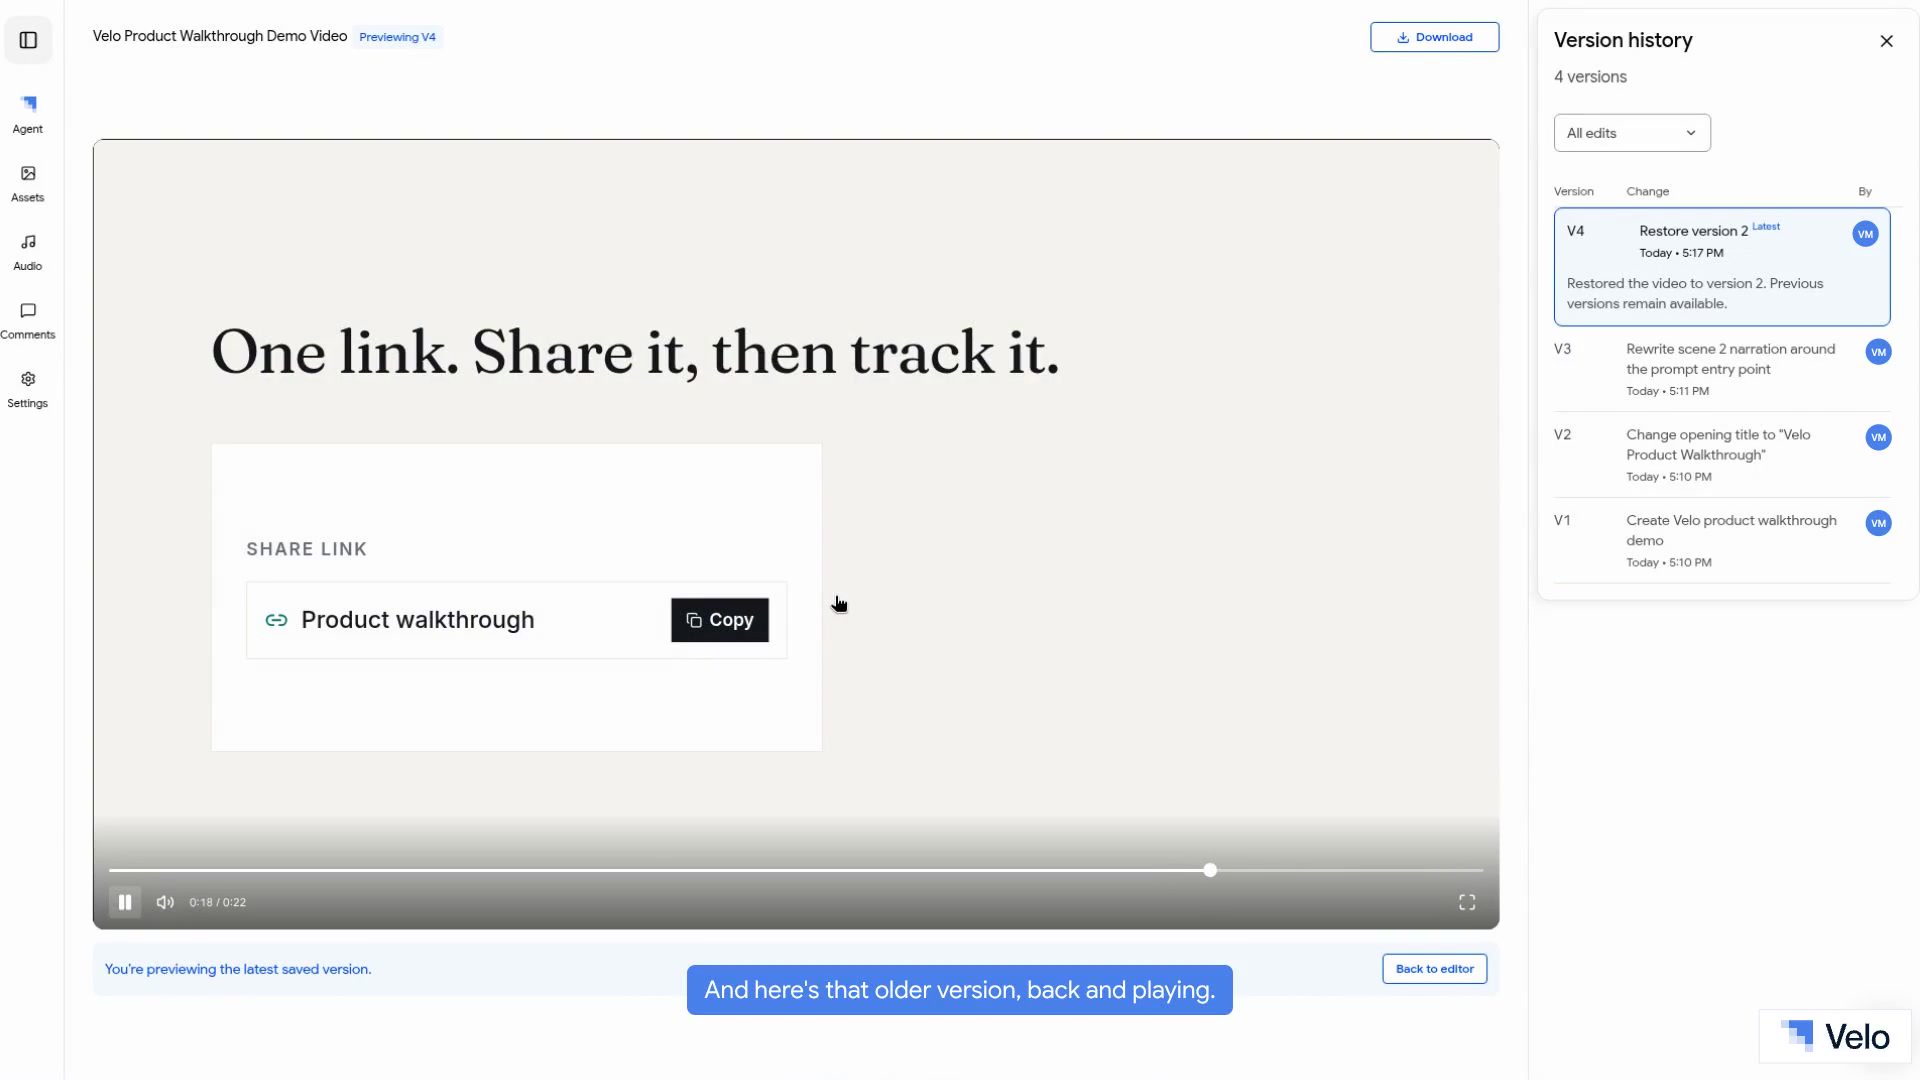 Velo Product Walkthrough Demo Video
Previewing V4
Download
Agent
Assets
Audio
Comments
Settings
One link. Share it, then track it.
SHARE LINK
Product walkthrough
Copy
0:18 / 0:22
You're previewing the latest saved version.
Back to editor
And here's that older version, back and playing.
Version history
4 versions
All edits
Version Change By
V4 Restore version 2 Latest
VM
Today • 5:17 PM
Restored the video to version 2. Previous
versions remain available.
V3 Rewrite scene 2 narration around
the prompt entry point
VM
Today • 5:11 PM
V2 Change opening title to "Velo
Product Walkthrough"
VM
Today • 5:10 PM
V1 Create Velo product walkthrough
demo
VM
Today • 5:10 PM
Velo